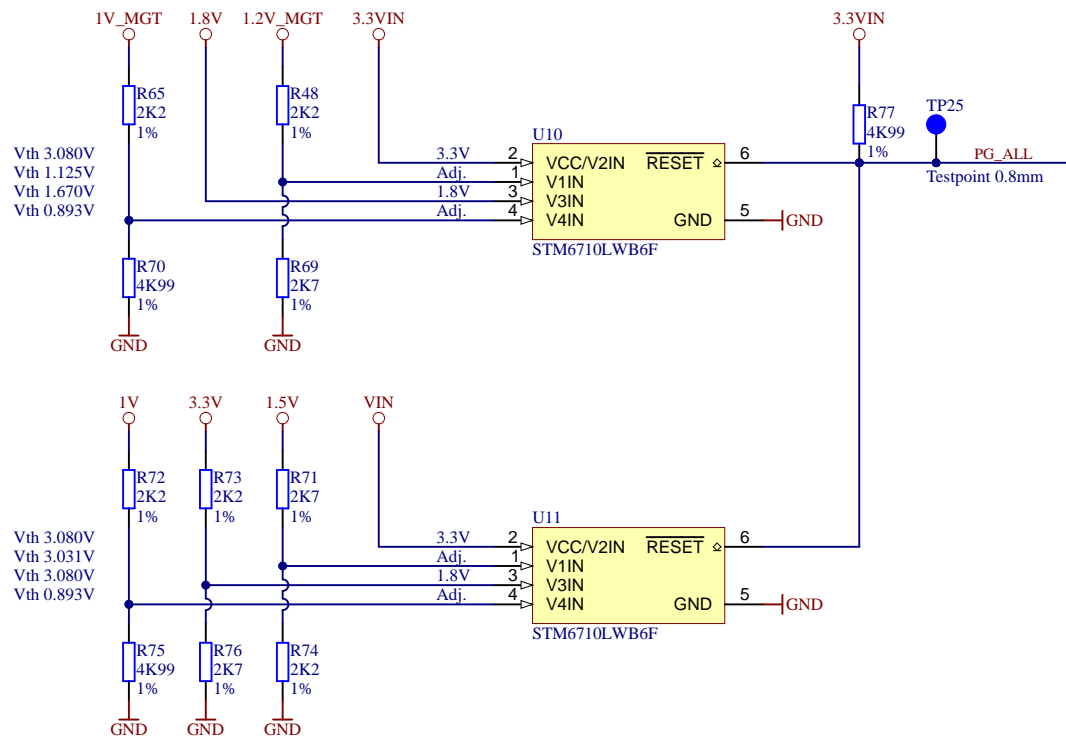 1V_MGT
1.8V
1.2V_MGT
3.3VIN
3.3VIN
R65
2K2
1%
R48
2K2
1%
R77
4K99
1%
TP25
Vth 3.080V
Vth 1.125V
Vth 1.670V
Vth 0.893V
U10
3.3V
2
VCC/V2IN
RESET
6
PG_ALL
Adj.
1
V1IN
Testpoint 0.8mm
1.8V
3
V3IN
Adj.
4
V4IN
GND
5
GND
STM6710LWB6F
R70
4K99
1%
R69
2K7
1%
GND
GND
1V
3.3V
1.5V
VIN
R72
2K2
1%
R73
2K2
1%
R71
2K7
1%
Vth 3.080V
Vth 3.031V
Vth 3.080V
Vth 0.893V
U11
3.3V
2
VCC/V2IN
RESET
6
Adj.
1
V1IN
1.8V
3
V3IN
Adj.
4
V4IN
GND
5
GND
STM6710LWB6F
R75
4K99
1%
R76
2K7
1%
R74
2K2
1%
GND
GND
GND